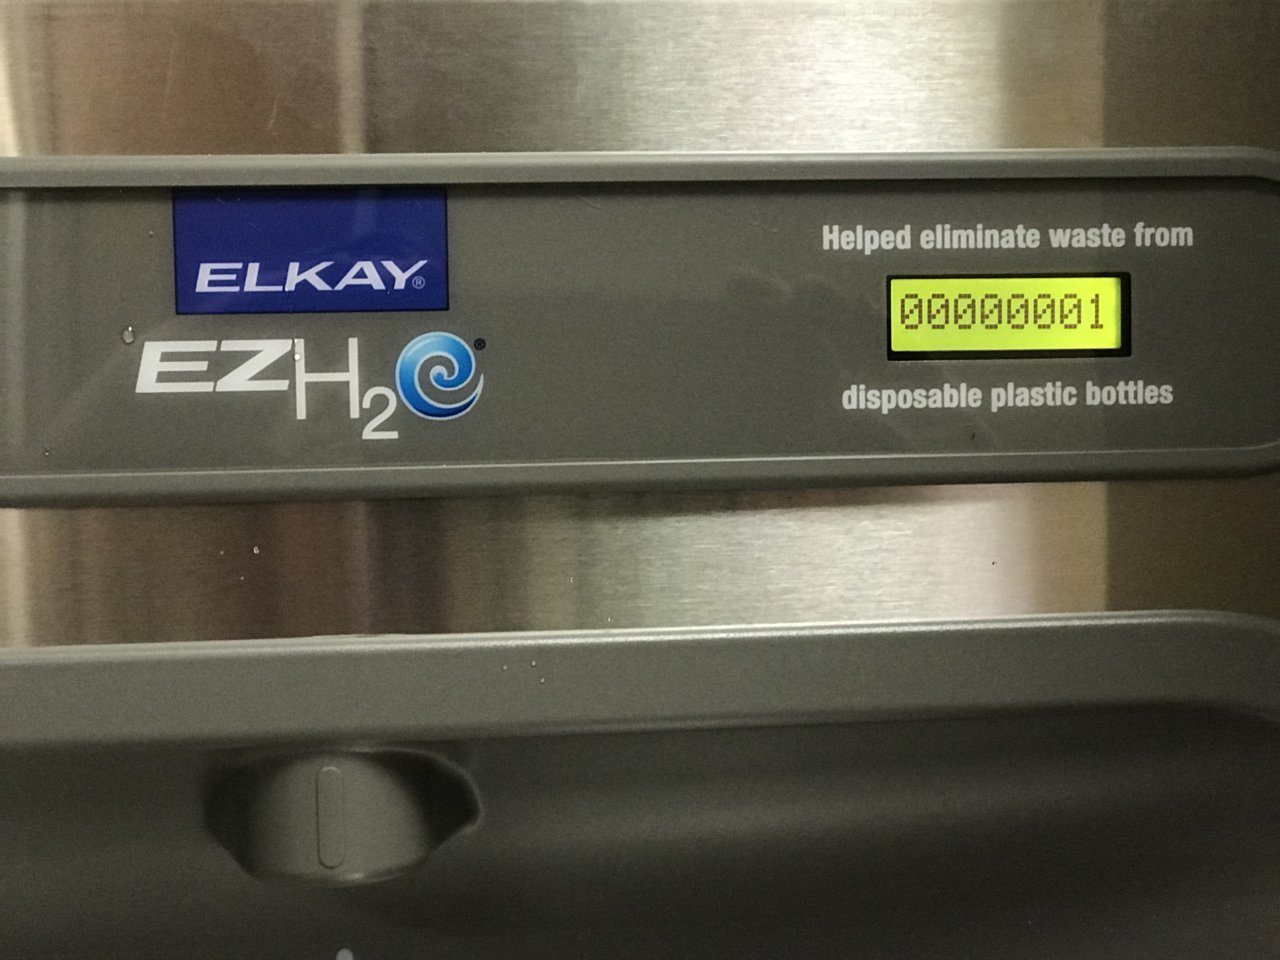 ELKAY®
EZH2O®
Helped eliminate waste from
00000001
disposable plastic bottles